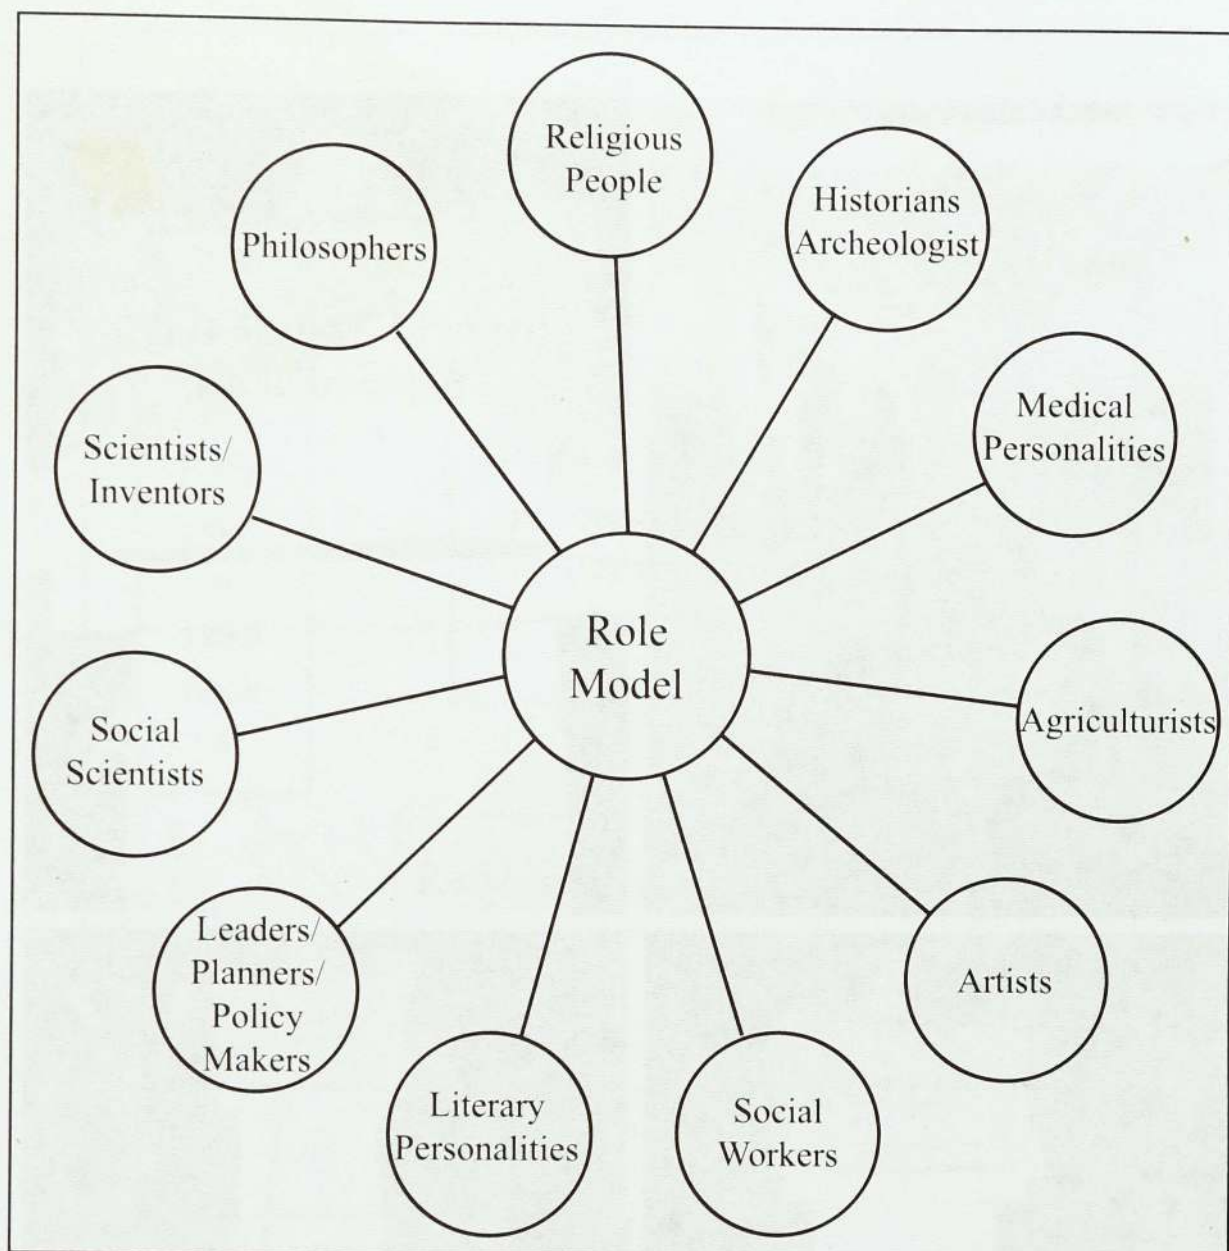 Religious
People
Historians
Archeologist
Philosophers
Medical
Personalities
Scientists/
Inventors
Role
Model
Agriculturists
Social
Scientists
Leaders/
Planners/
Policy
Makers
Artists
Literary
Personalities
Social
Workers